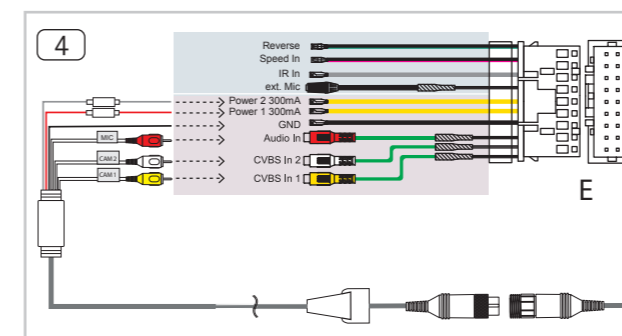 4
Reverse
Speed In
IR In
ext. Mic
Power 2 300mA
Power 1 300mA
GND
MIC
Audio In
CAM 2
CVBS In 2
CAM 1
CVBS In 1
E